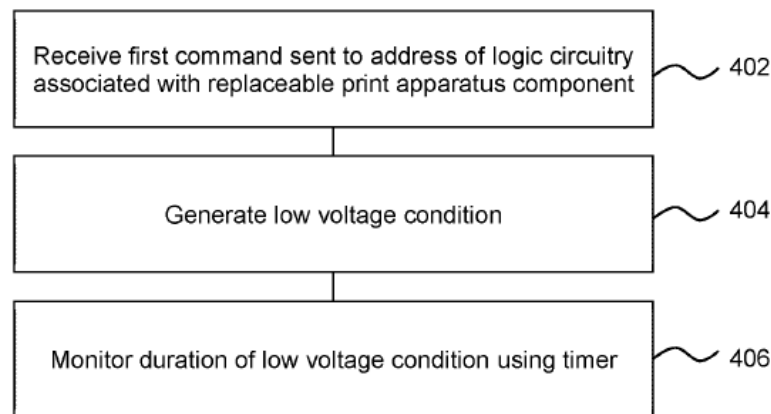 Receive first command sent to address of logic circuitry
associated with replaceable print apparatus component
402
Generate low voltage condition
404
Monitor duration of low voltage condition using timer
406